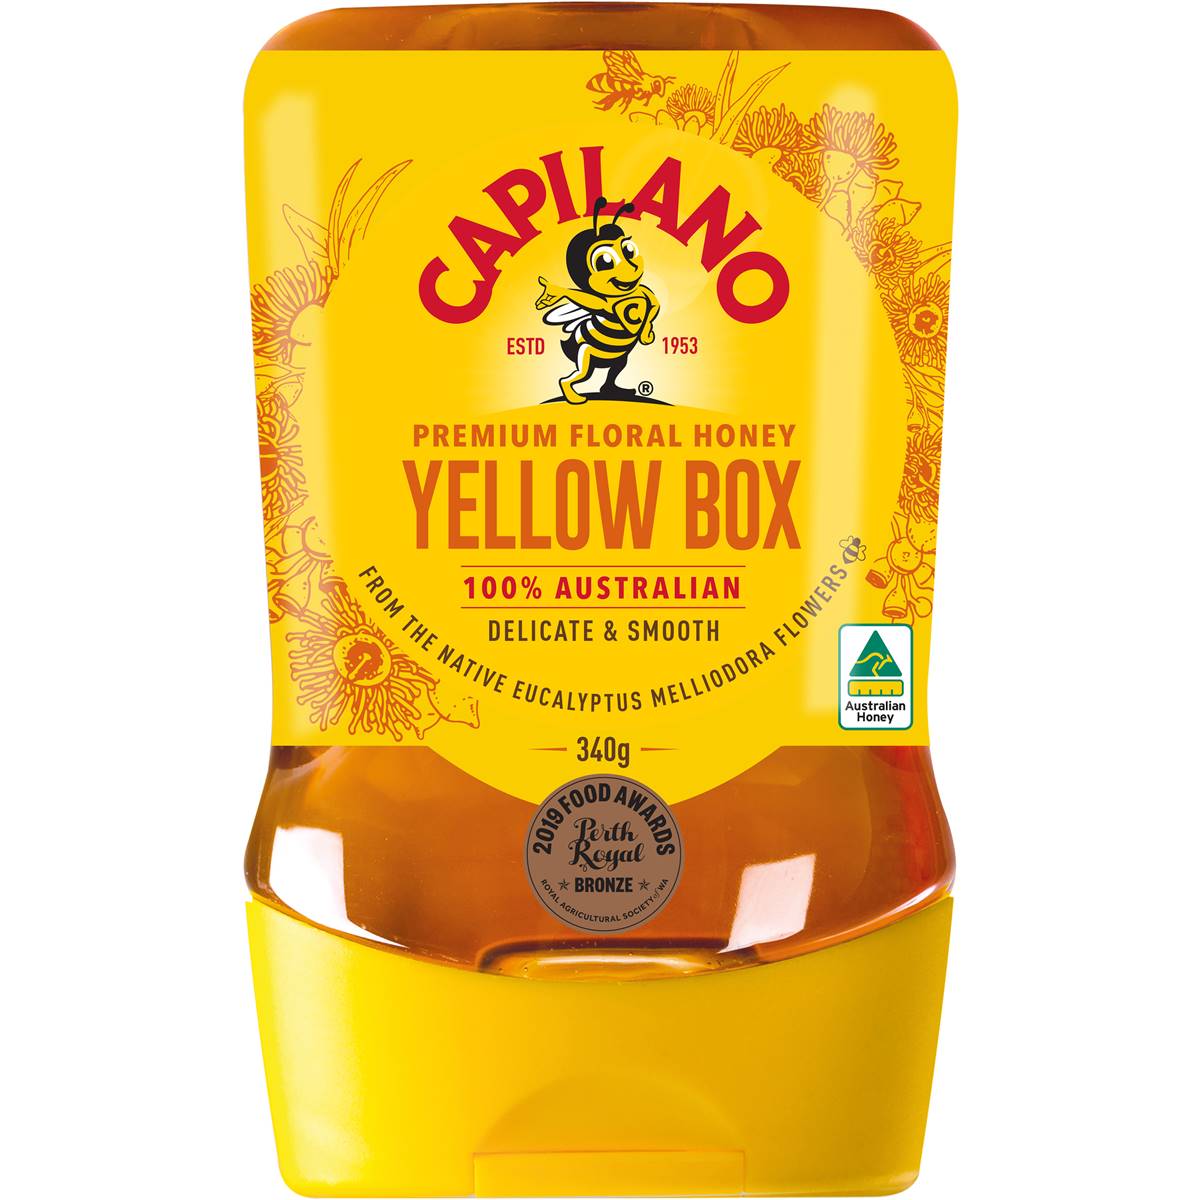 CAPILANO
ESTD 1953
C
®
PREMIUM FLORAL HONEY
YELLOW BOX
100% AUSTRALIAN
DELICATE & SMOOTH
FROM THE NATIVE EUCALYPTUS MELLIODORA FLOWERS
Australian
Honey
340g
2019 FOOD AWARDS
Perth
Royal
BRONZE
ROYAL AGRICULTURAL SOCIETY of WA